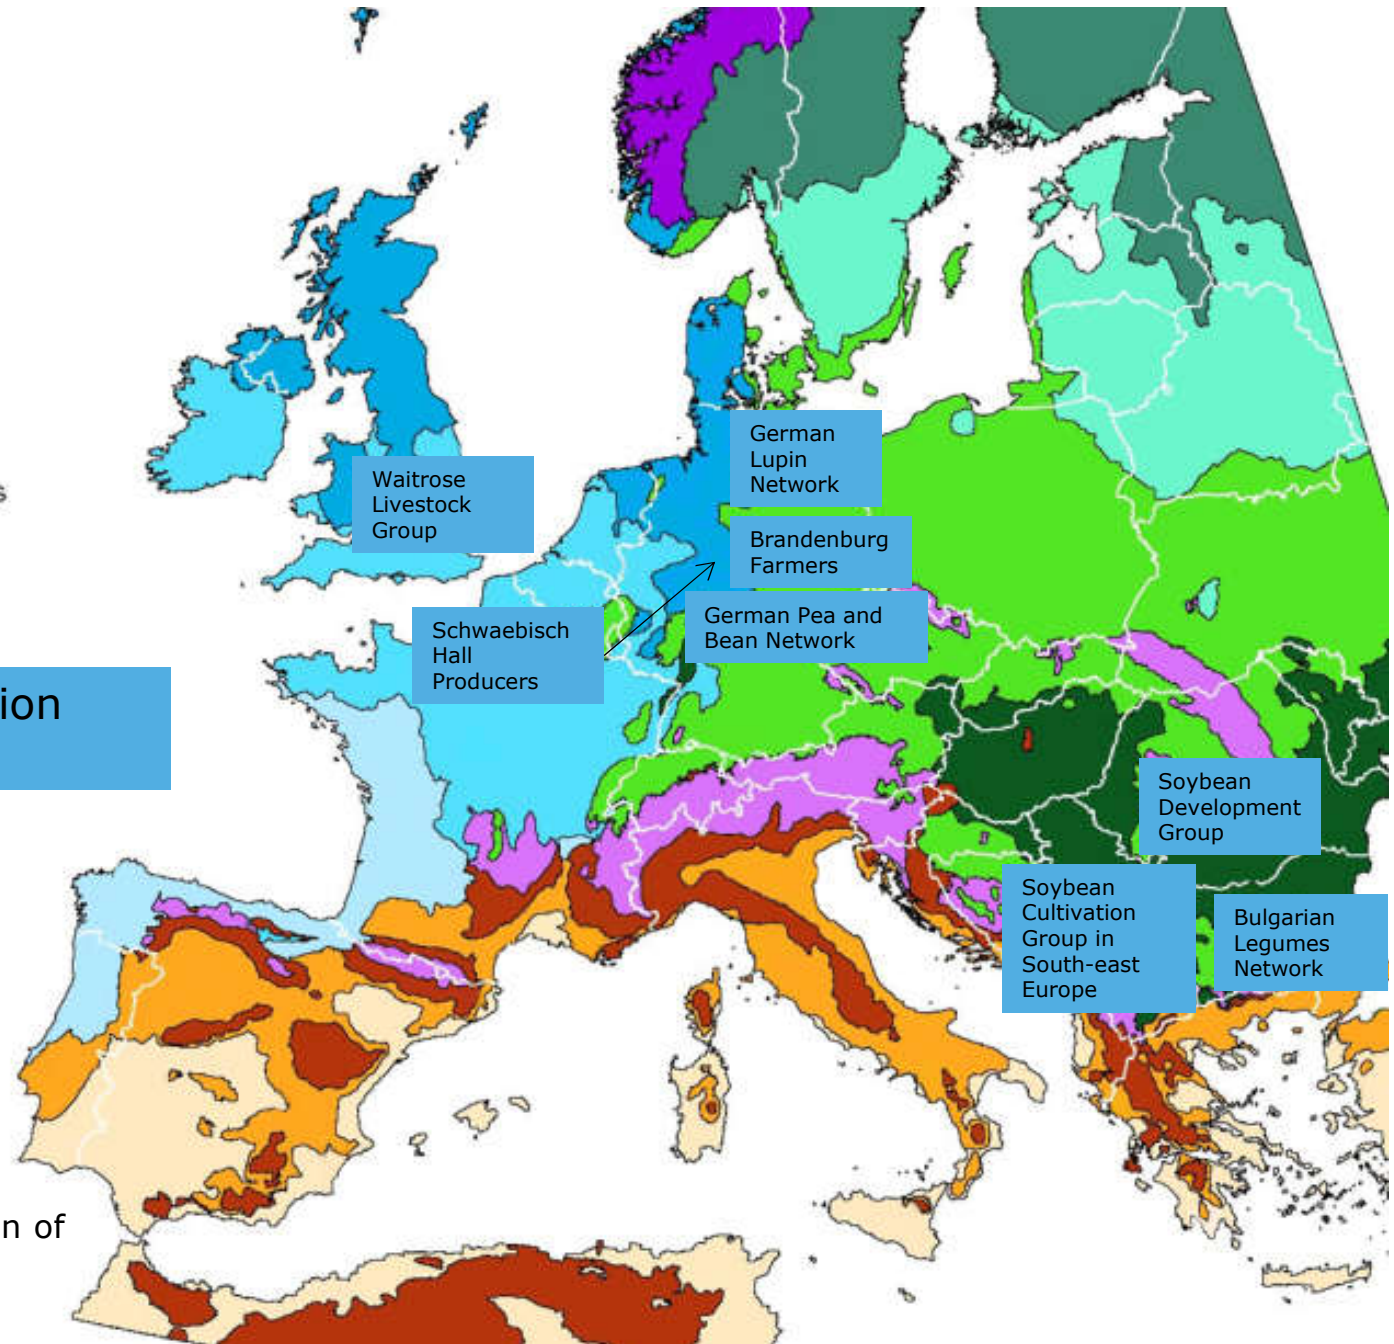 German
Lupin
Network
Waitrose
Livestock
Group
s
Brandenburg
Farmers
German Pea and
Bean Network
Schwaebisch
Hall
Producers
ion
Soybean
Development
Group
Soybean
Cultivation
Group in
South-east
Europe
Bulgarian
Legumes
Network
n of